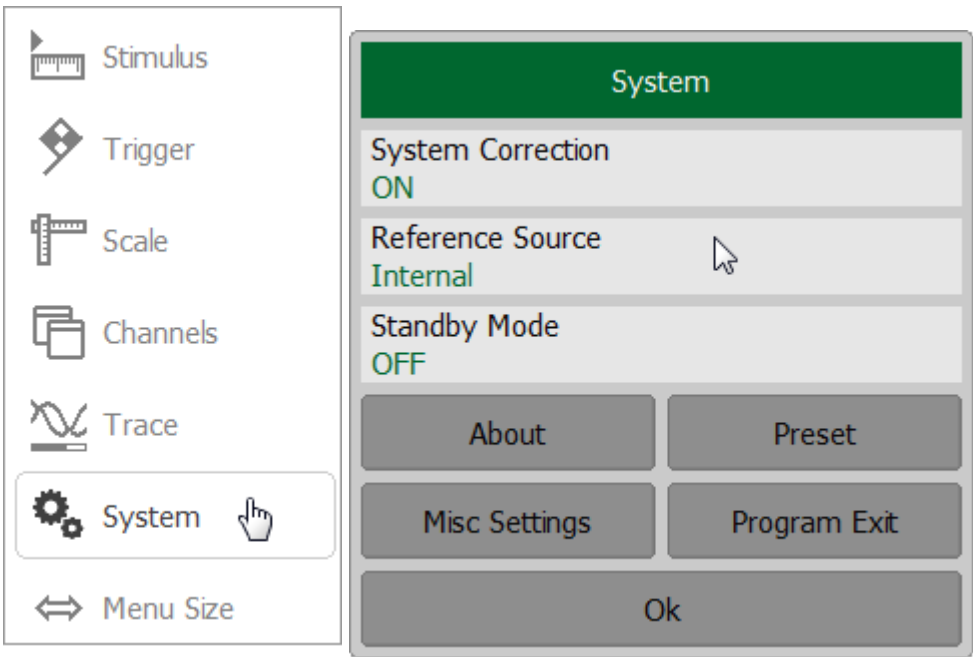 Stimulus
Trigger
Scale
Channels
Trace
System
Menu Size
System
System Correction
ON
Reference Source
Internal
Standby Mode
OFF
About
Preset
Misc Settings
Program Exit
Ok